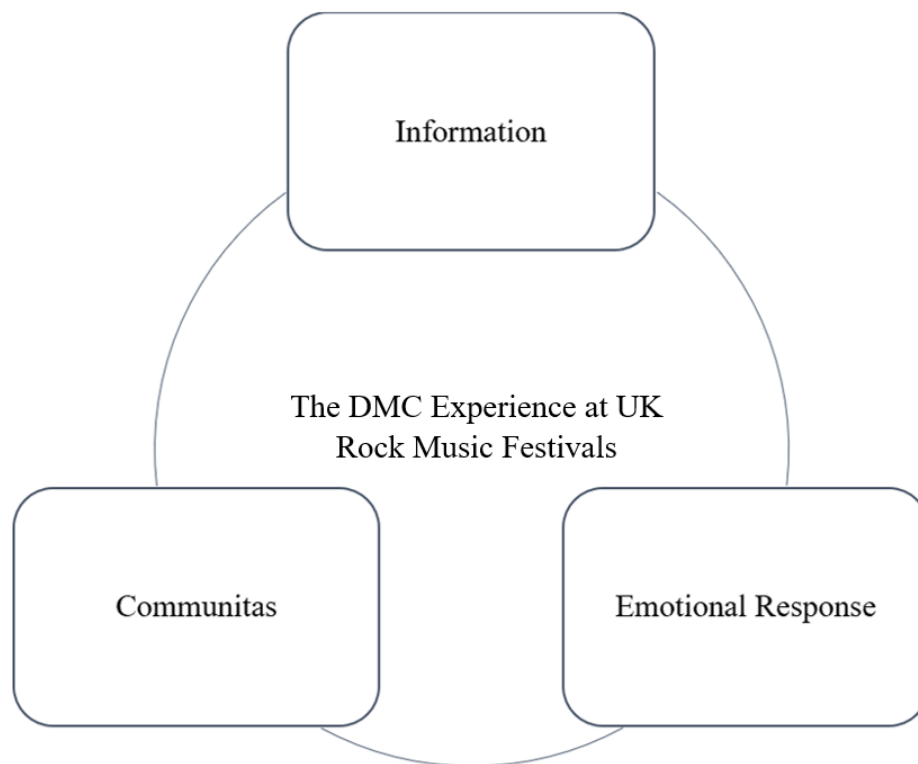 Information
The DMC Experience at UK
Rock Music Festivals
Communitas
Emotional Response